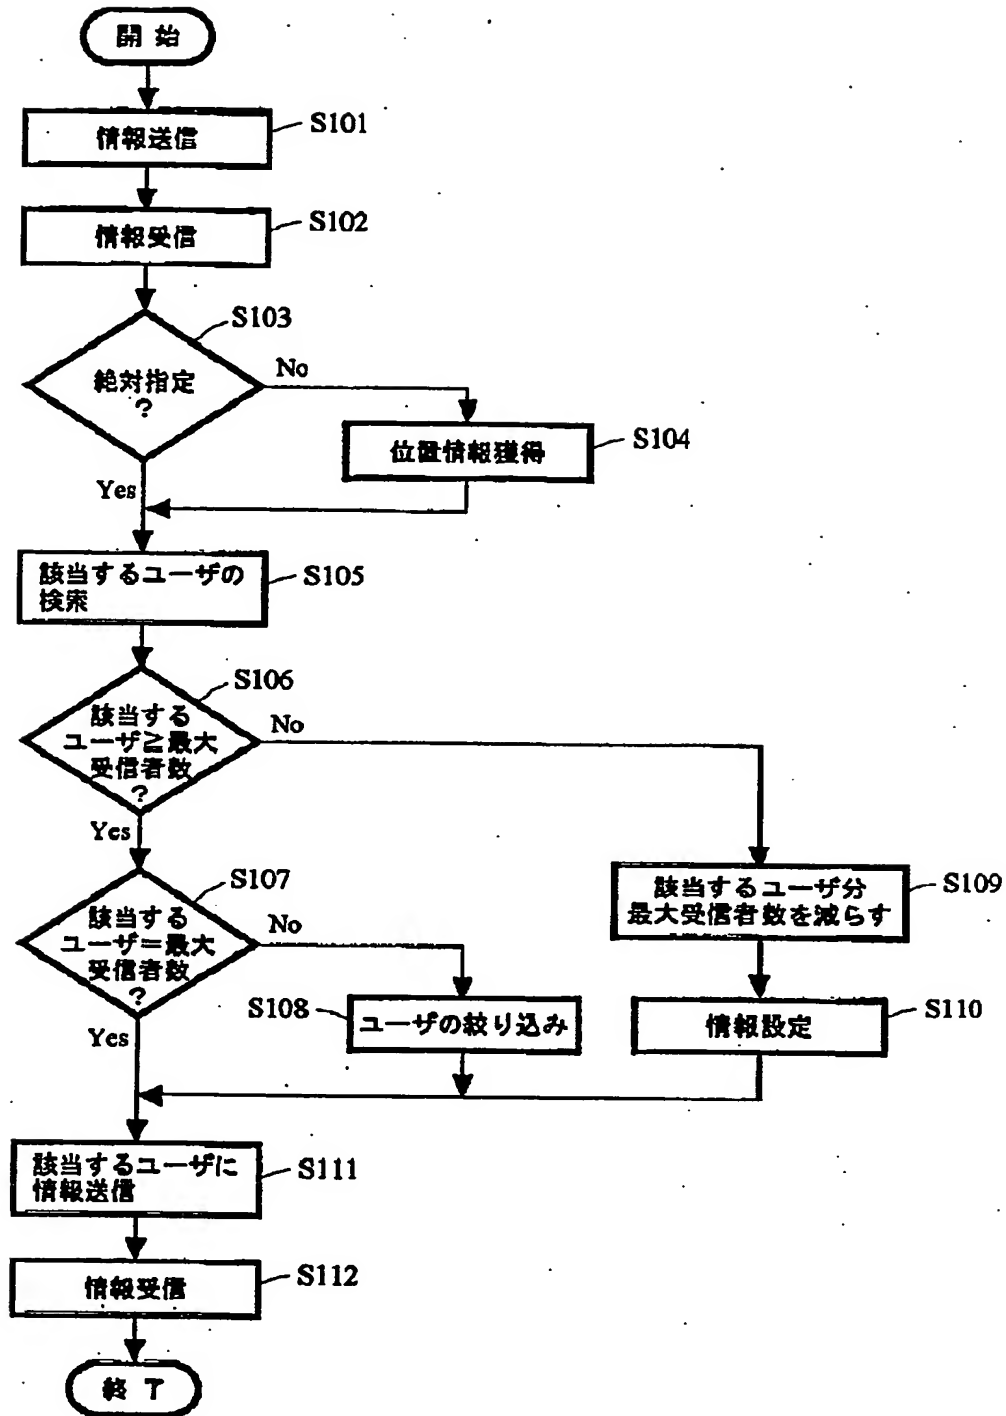 開始
情報送信
S101
情報受信
S102
S103
絶対指定
?
No
Yes
位置情報獲得
S104
該当するユーザの
検索
S105
S106
該当する
ユーザ≧最大
受信者数
?
No
Yes
S107
該当する
ユーザ=最大
受信者数
?
No
Yes
S108
ユーザの絞り込み
該当するユーザ分
最大受信者数を減らす
S109
情報設定
S110
該当するユーザに
情報送信
S111
情報受信
S112
終了